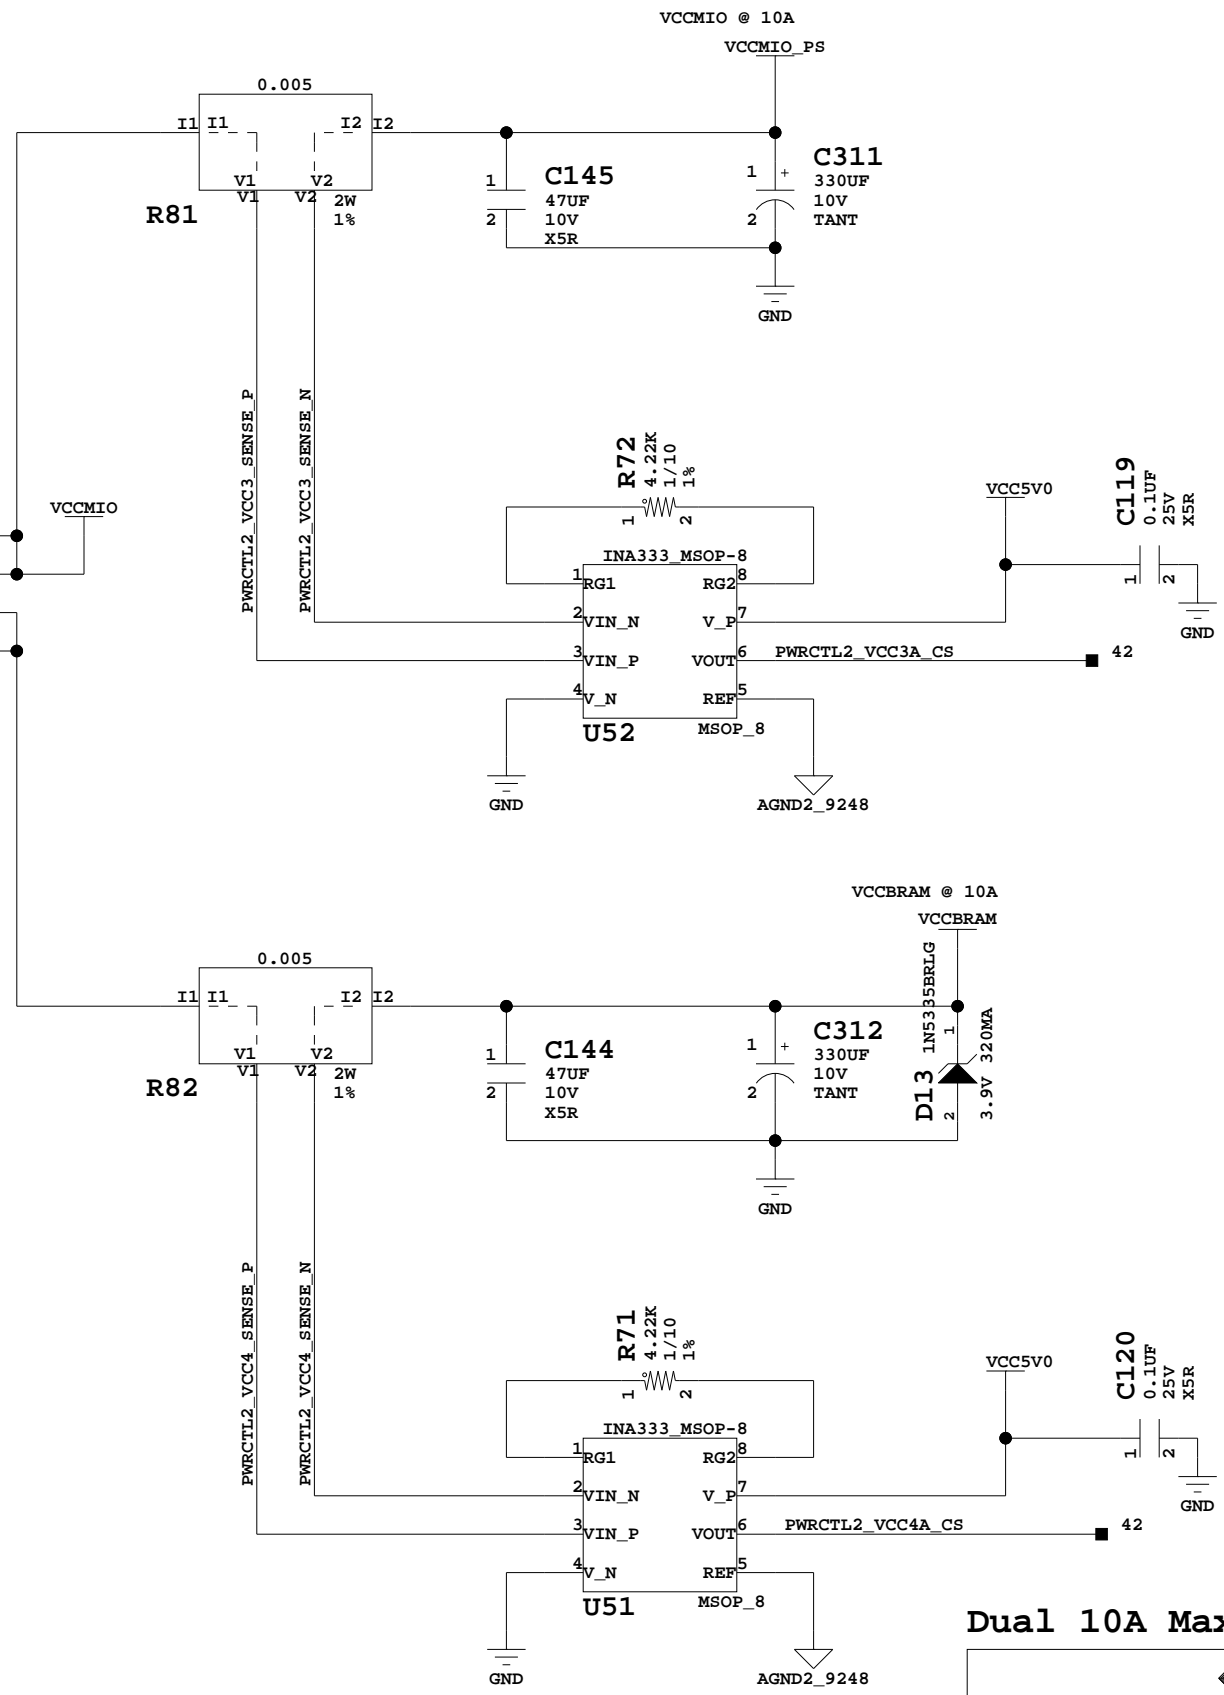 VCCMIO @ 10A
VCCMIO_PS
0.005
I1 I1 I2 I2
V1 V2
V1 V2
R81
2W
1%
1
2
C145
47UF
10V
X5R
1 +
2
C311
330UF
10V
TANT
GND
PWRCTL2_VCC3_SENSE_P
PWRCTL2_VCC3_SENSE_N
VCCMIO
R72
4.22K
1/10
1%
1 2
INA333_MSOP-8
1 RG1 RG2 8
2 VIN_N V_P 7
3 VIN_P VOUT 6
4 V_N REF 5
U52
MSOP_8
VCC5V0
C119
0.1UF
25V
X5R
1 2
GND
PWRCTL2_VCC3A_CS
42
GND
AGND2_9248
VCCBRAM @ 10A
VCCBRAM
0.005
I1 I1 I2 I2
V1 V2
V1 V2
R82
2W
1%
1
2
C144
47UF
10V
X5R
1 +
2
C312
330UF
10V
TANT
D13
1N5335BRLG
1
2
3.9V 320MA
GND
PWRCTL2_VCC4_SENSE_P
PWRCTL2_VCC4_SENSE_N
R71
4.22K
1/10
1%
1 2
INA333_MSOP-8
1 RG1 RG2 8
2 VIN_N V_P 7
3 VIN_P VOUT 6
4 V_N REF 5
U51
MSOP_8
VCC5V0
C120
0.1UF
25V
X5R
1 2
GND
PWRCTL2_VCC4A_CS
42
GND
AGND2_9248
Dual 10A Max